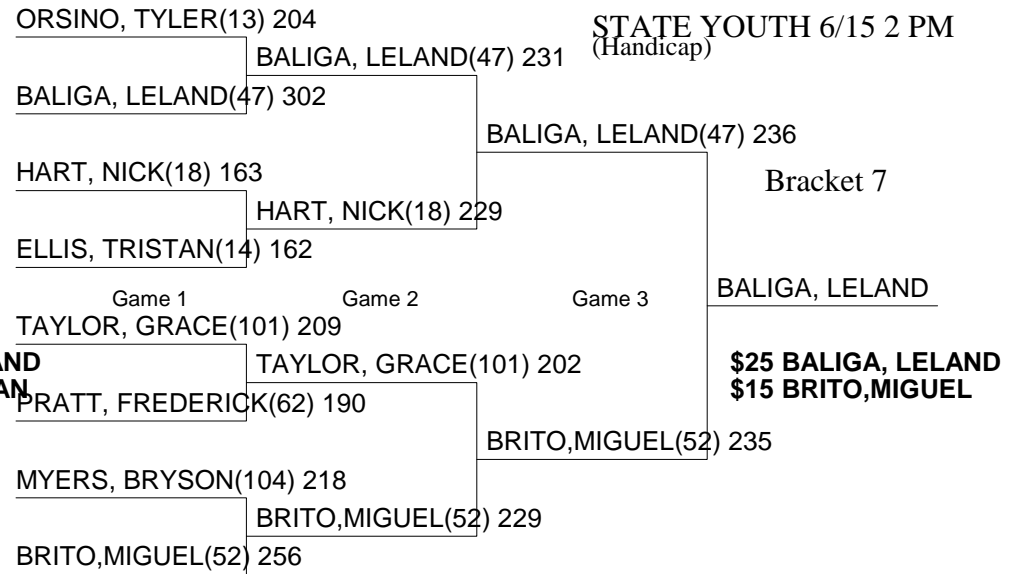 ORSINO, TYLER(13) 204
STATE YOUTH 6/15 2 PM
(Handicap)
BALIGA, LELAND(47) 231
BALIGA, LELAND(47) 302
BALIGA, LELAND(47) 236
HART, NICK(18) 163
Bracket 7
HART, NICK(18) 229
ELLIS, TRISTAN(14) 162
Game 1
Game 2
Game 3
BALIGA, LELAND
TAYLOR, GRACE(101) 209
AND
TAYLOR, GRACE(101) 202
$25 BALIGA, LELAND
AN
PRATT, FREDERICK(62) 190
$15 BRITO,MIGUEL
BRITO,MIGUEL(52) 235
MYERS, BRYSON(104) 218
BRITO,MIGUEL(52) 229
BRITO,MIGUEL(52) 256